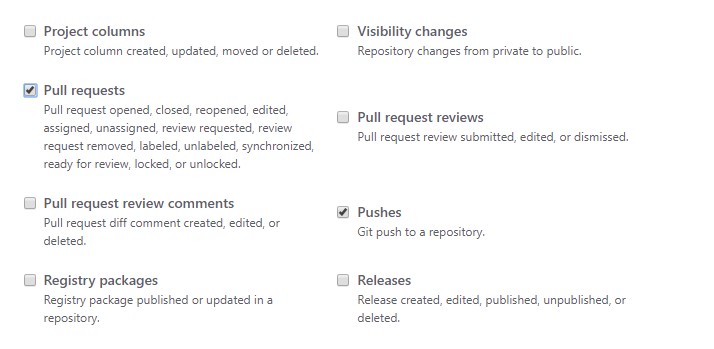 Project columns
Project column created, updated, moved or deleted.
Visibility changes
Repository changes from private to public.
Pull requests
Pull request opened, closed, reopened, edited,
assigned, unassigned, review requested, review
request removed, labeled, unlabeled, synchronized,
ready for review, locked, or unlocked.
Pull request reviews
Pull request review submitted, edited, or dismissed.
Pull request review comments
Pull request diff comment created, edited, or
deleted.
Pushes
Git push to a repository.
Registry packages
Registry package published or updated in a
repository.
Releases
Release created, edited, published, unpublished, or
deleted.